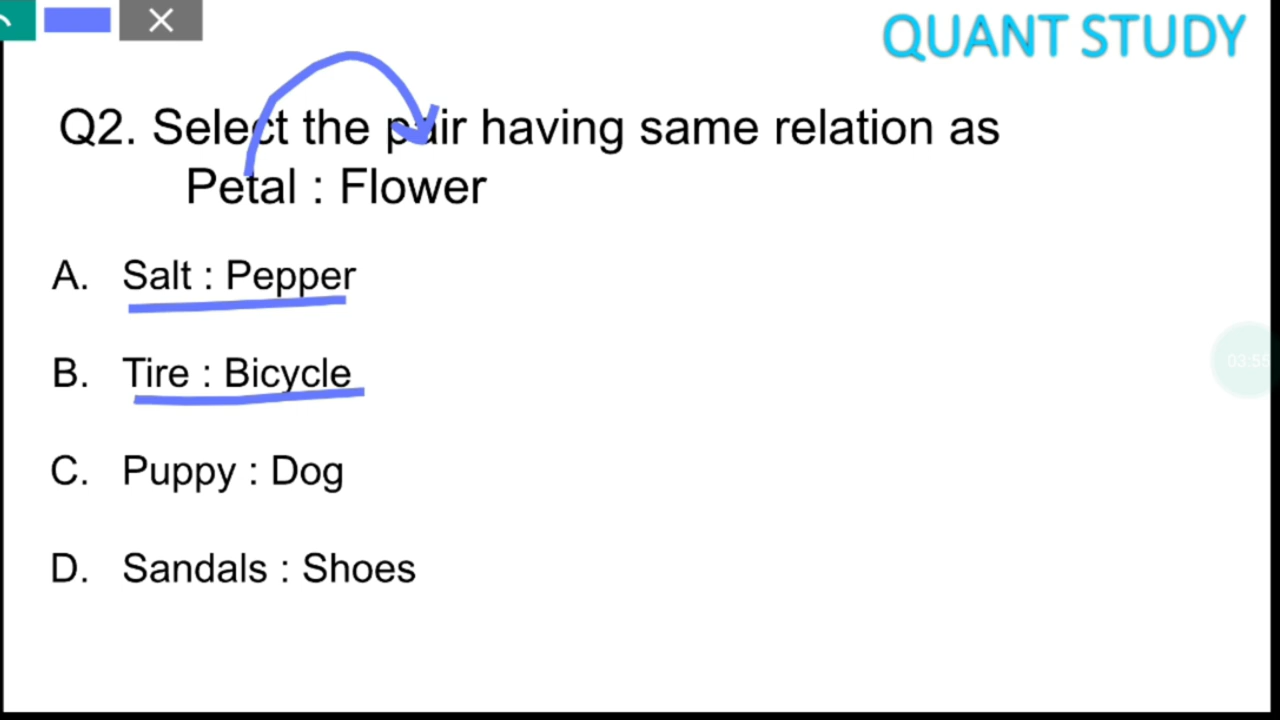 QUANT STUDY
Q2. Select the pair having same relation as
Petal : Flower
A. Salt : Pepper
B. Tire : Bicycle
C. Puppy : Dog
D. Sandals : Shoes